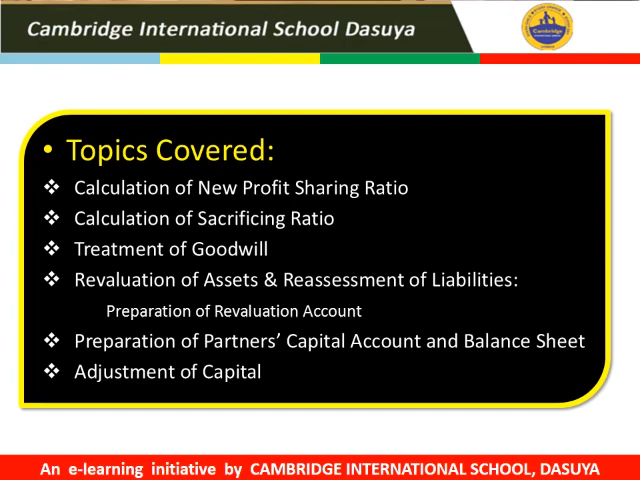 Cambridge International School Dasuya
Cambridge
• Topics Covered:
❖ Calculation of New Profit Sharing Ratio
❖ Calculation of Sacrificing Ratio
❖ Treatment of Goodwill
❖ Revaluation of Assets & Reassessment of Liabilities:
Preparation of Revaluation Account
❖ Preparation of Partners’ Capital Account and Balance Sheet
❖ Adjustment of Capital
An e-learning initiative by CAMBRIDGE INTERNATIONAL SCHOOL, DASUYA